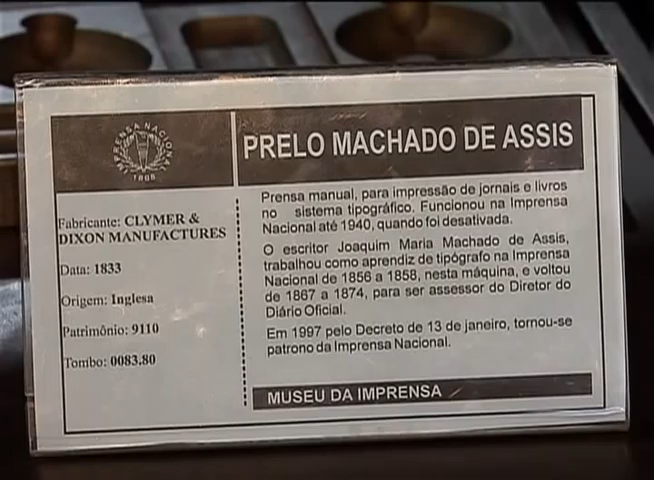 IMPRENSA NACIONAL
1808
PRELO MACHADO DE ASSIS
Fabricante: CLYMER &
DIXON MANUFACTURES
Data: 1833
Origem: Inglesa
Patrimônio: 9110
Tombo: 0083.80
Prensa manual, para impressão de jornais e livros
no sistema tipográfico. Funcionou na Imprensa
Nacional até 1940, quando foi desativada.
O escritor Joaquim Maria Machado de Assis,
trabalhou como aprendiz de tipógrafo na Imprensa
Nacional de 1856 a 1858, nesta máquina, e voltou
de 1867 a 1874, para ser assessor do Diretor do
Diário Oficial.
Em 1997 pelo Decreto de 13 de janeiro, tornou-se
patrono da Imprensa Nacional.
MUSEU DA IMPRENSA